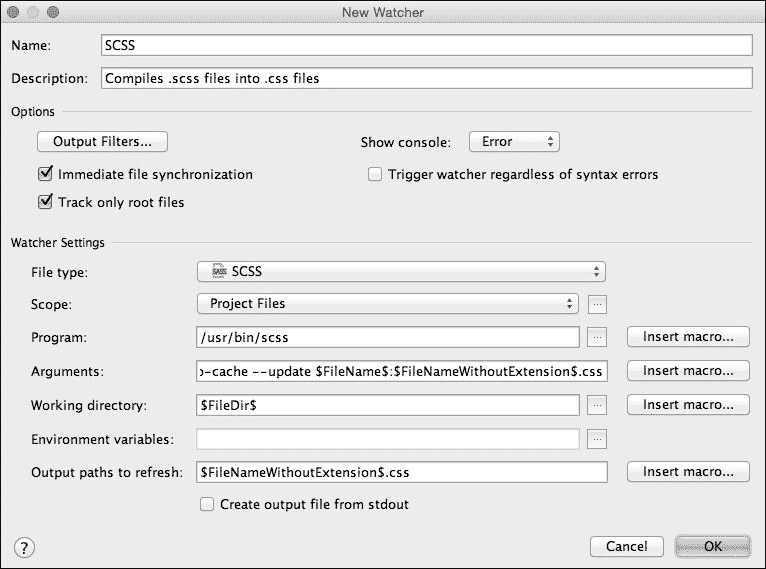 New Watcher
Name: SCSS
Description: Compiles .scss files into .css files
Options
Output Filters... Show console: Error
Immediate file synchronization Trigger watcher regardless of syntax errors
Track only root files
Watcher Settings
File type: SASS SCSS
Scope: Project Files ...
Program: /usr/bin/scss ... Insert macro...
Arguments: --update $FileName$:$FileNameWithoutExtension$.css Insert macro...
Working directory: $FileDir$ ... Insert macro...
Environment variables: ...
Output paths to refresh: $FileNameWithoutExtension$.css Insert macro...
Create output file from stdout
? Cancel OK